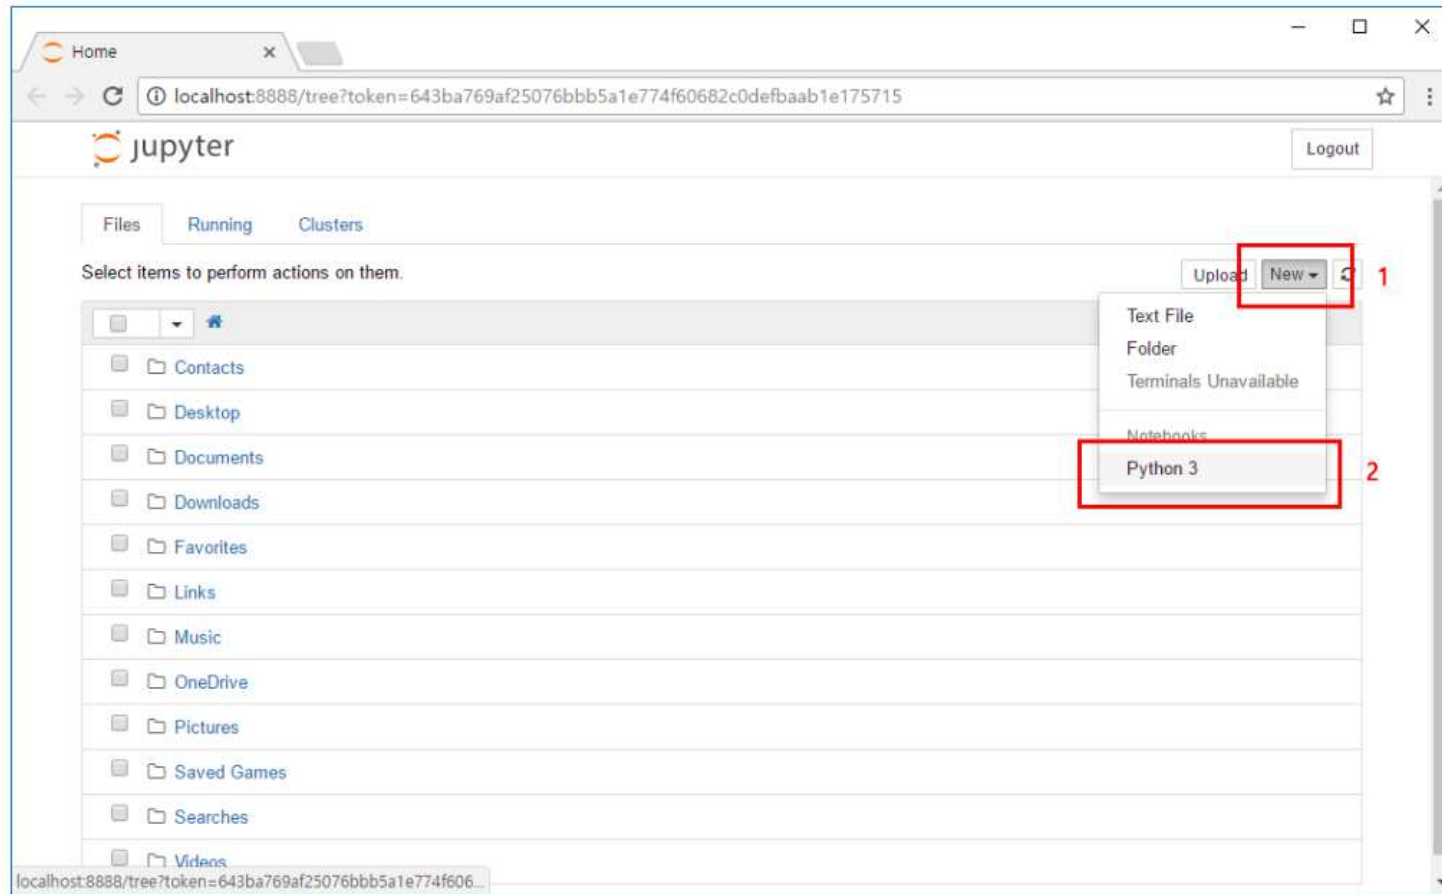 Home
localhost:8888/tree?token=643ba769af25076bbb5a1e774f60682c0defbaab1e175715
jupyter
Logout
Files Running Clusters
Select items to perform actions on them.
Upload New 1
Text File
Folder
Terminals Unavailable
Notebooks
Python 3
2
Contacts
Desktop
Documents
Downloads
Favorites
Links
Music
OneDrive
Pictures
Saved Games
Searches
Videos
localhost:8888/tree?token=643ba769af25076bbb5a1e774f606...